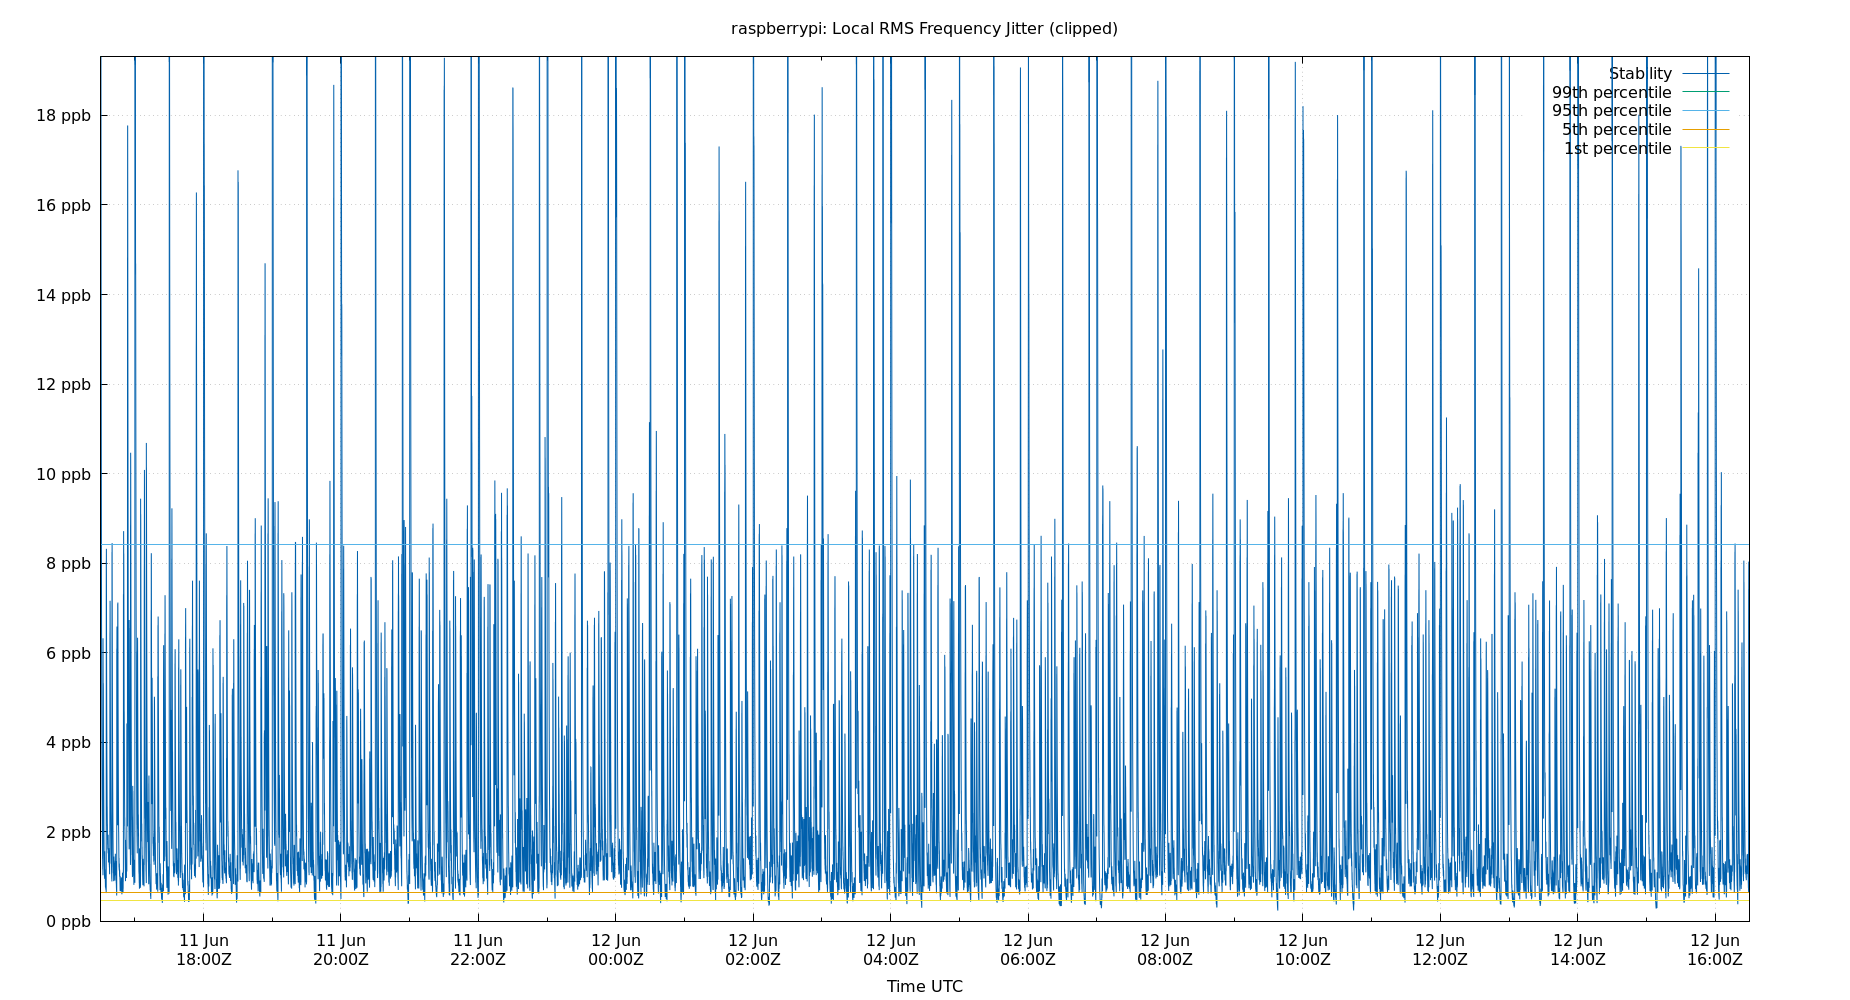 raspberrypi: Local RMS Frequency Jitter (clipped)
Stability
99th percentile
95th percentile
5th percentile
1st percentile
18 ppb
16 ppb
14 ppb
12 ppb
10 ppb
8 ppb
6 ppb
4 ppb
2 ppb
0 ppb
11 Jun 11 Jun 11 Jun 12 Jun 12 Jun 12 Jun 12 Jun 12 Jun 12 Jun 12 Jun 12 Jun 12 Jun
18:00Z 20:00Z 22:00Z 00:00Z 02:00Z 04:00Z 06:00Z 08:00Z 10:00Z 12:00Z 14:00Z 16:00Z
Time UTC